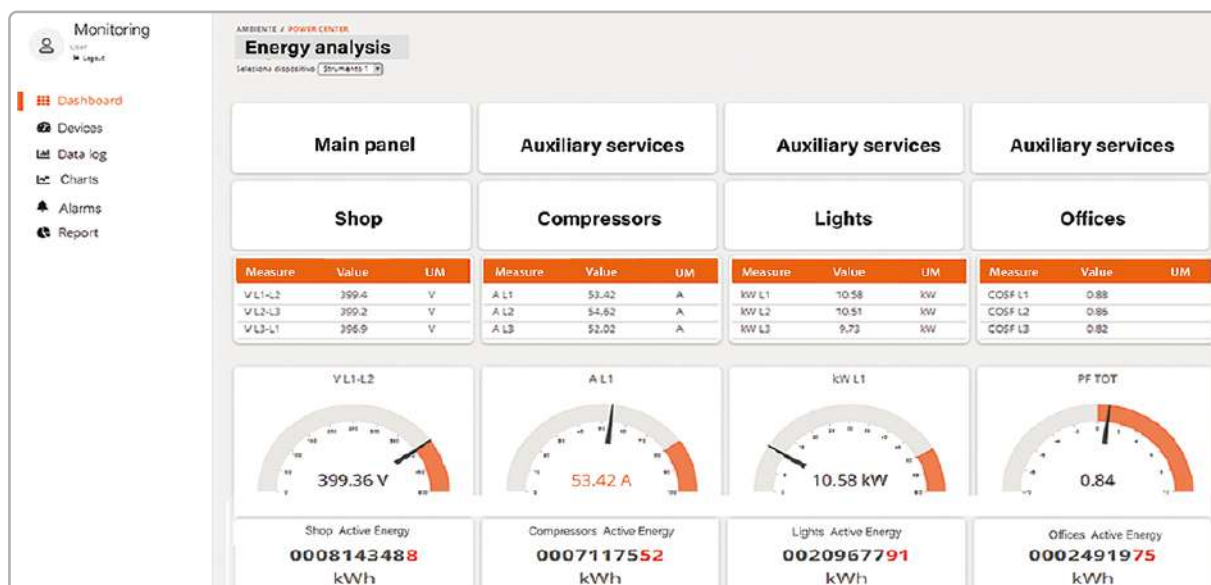 Monitoring
User
Logout
Dashboard
Devices
Data log
Charts
Alarms
Report
AMBIENTE / POWER CENTER
Energy analysis
Seleziona dispositivo Strumento 1
Main panel
Auxiliary services
Auxiliary services
Auxiliary services
Shop
Compressors
Lights
Offices
Measure Value UM
V L1-L2 399.4 V
V L2-L3 399.2 V
V L3-L1 396.9 V
Measure Value UM
A L1 53.42 A
A L2 54.62 A
A L3 52.02 A
Measure Value UM
kW L1 10.58 kW
kW L2 10.51 kW
kW L3 9.73 kW
Measure Value UM
COSF L1 0.88
COSF L2 0.86
COSF L3 0.82
V L1-L2
399.36 V
A L1
53.42 A
kW L1
10.58 kW
PF TOT
0.84
Shop Active Energy
0008143488
kWh
Compressors Active Energy
0007117552
kWh
Lights Active Energy
0020967791
kWh
Offices Active Energy
0002491975
kWh